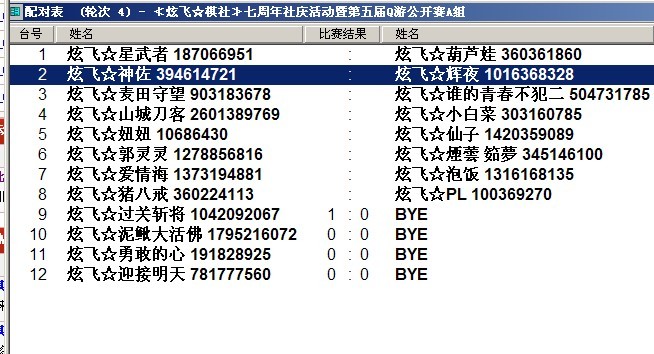 配对表 (轮次 4) - ≮炫飞☆棋社≯七周年社庆活动暨第五届Q游公开赛A组
台号 姓名 比赛结果 姓名
1 炫飞☆星武者 187066951 : 炫飞☆葫芦娃 360361860
2 炫飞☆神佐 394614721 : 炫飞☆辉夜 1016368328
3 炫飞☆麦田守望 903183678 : 炫飞☆谁的青春不犯二 504731785
4 炫飞☆山城刀客 2601389769 : 炫飞☆小白菜 303160785
5 炫飞☆妞妞 10686430 : 炫飞☆仙子 1420359089
6 炫飞☆郭灵灵 1278856816 : 炫飞☆煙蕓 筎夢 345146100
7 炫飞☆爱情海 1373194881 : 炫飞☆泡饭 1316168135
8 炫飞☆猪八戒 360224113 : 炫飞☆PL 100369270
9 炫飞☆过关斩将 1042092067 1 : 0 BYE
10 炫飞☆泥鳅大活佛 1795216072 0 : 0 BYE
11 炫飞☆勇敢的心 191828925 0 : 0 BYE
12 炫飞☆迎接明天 781777560 0 : 0 BYE